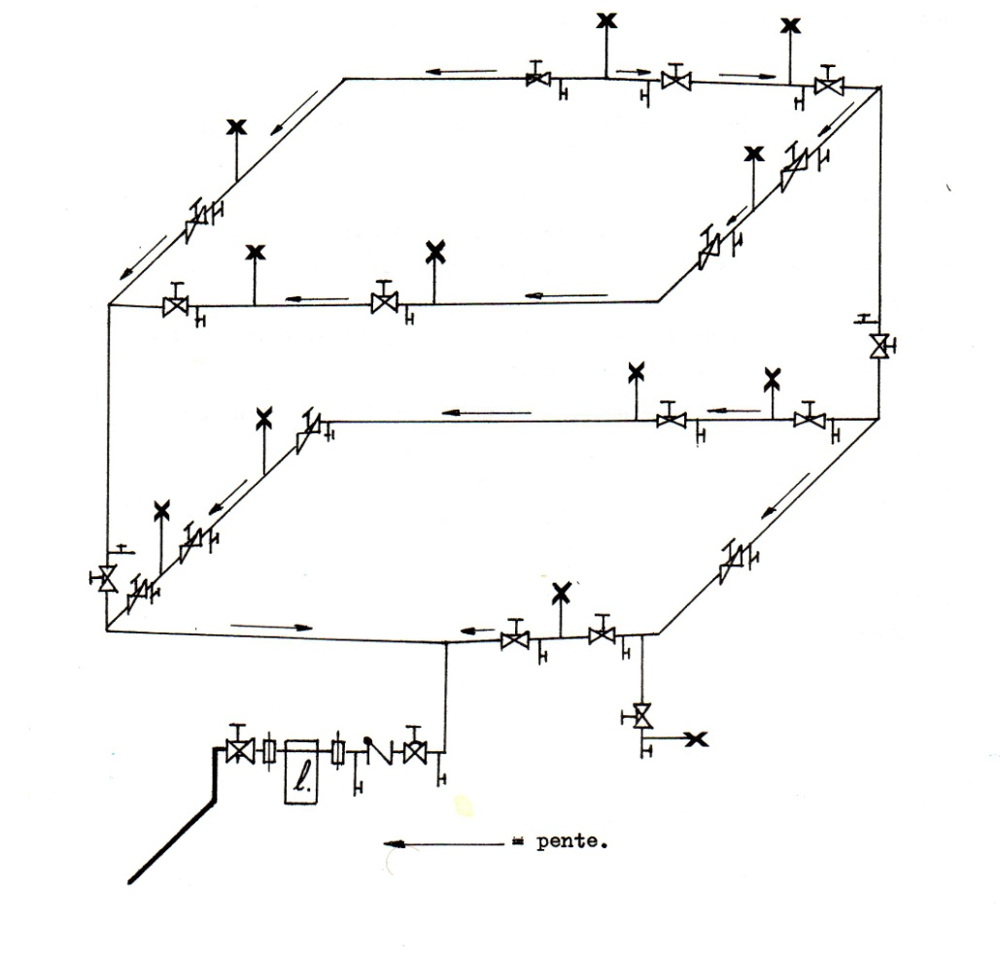 l.
= pente.